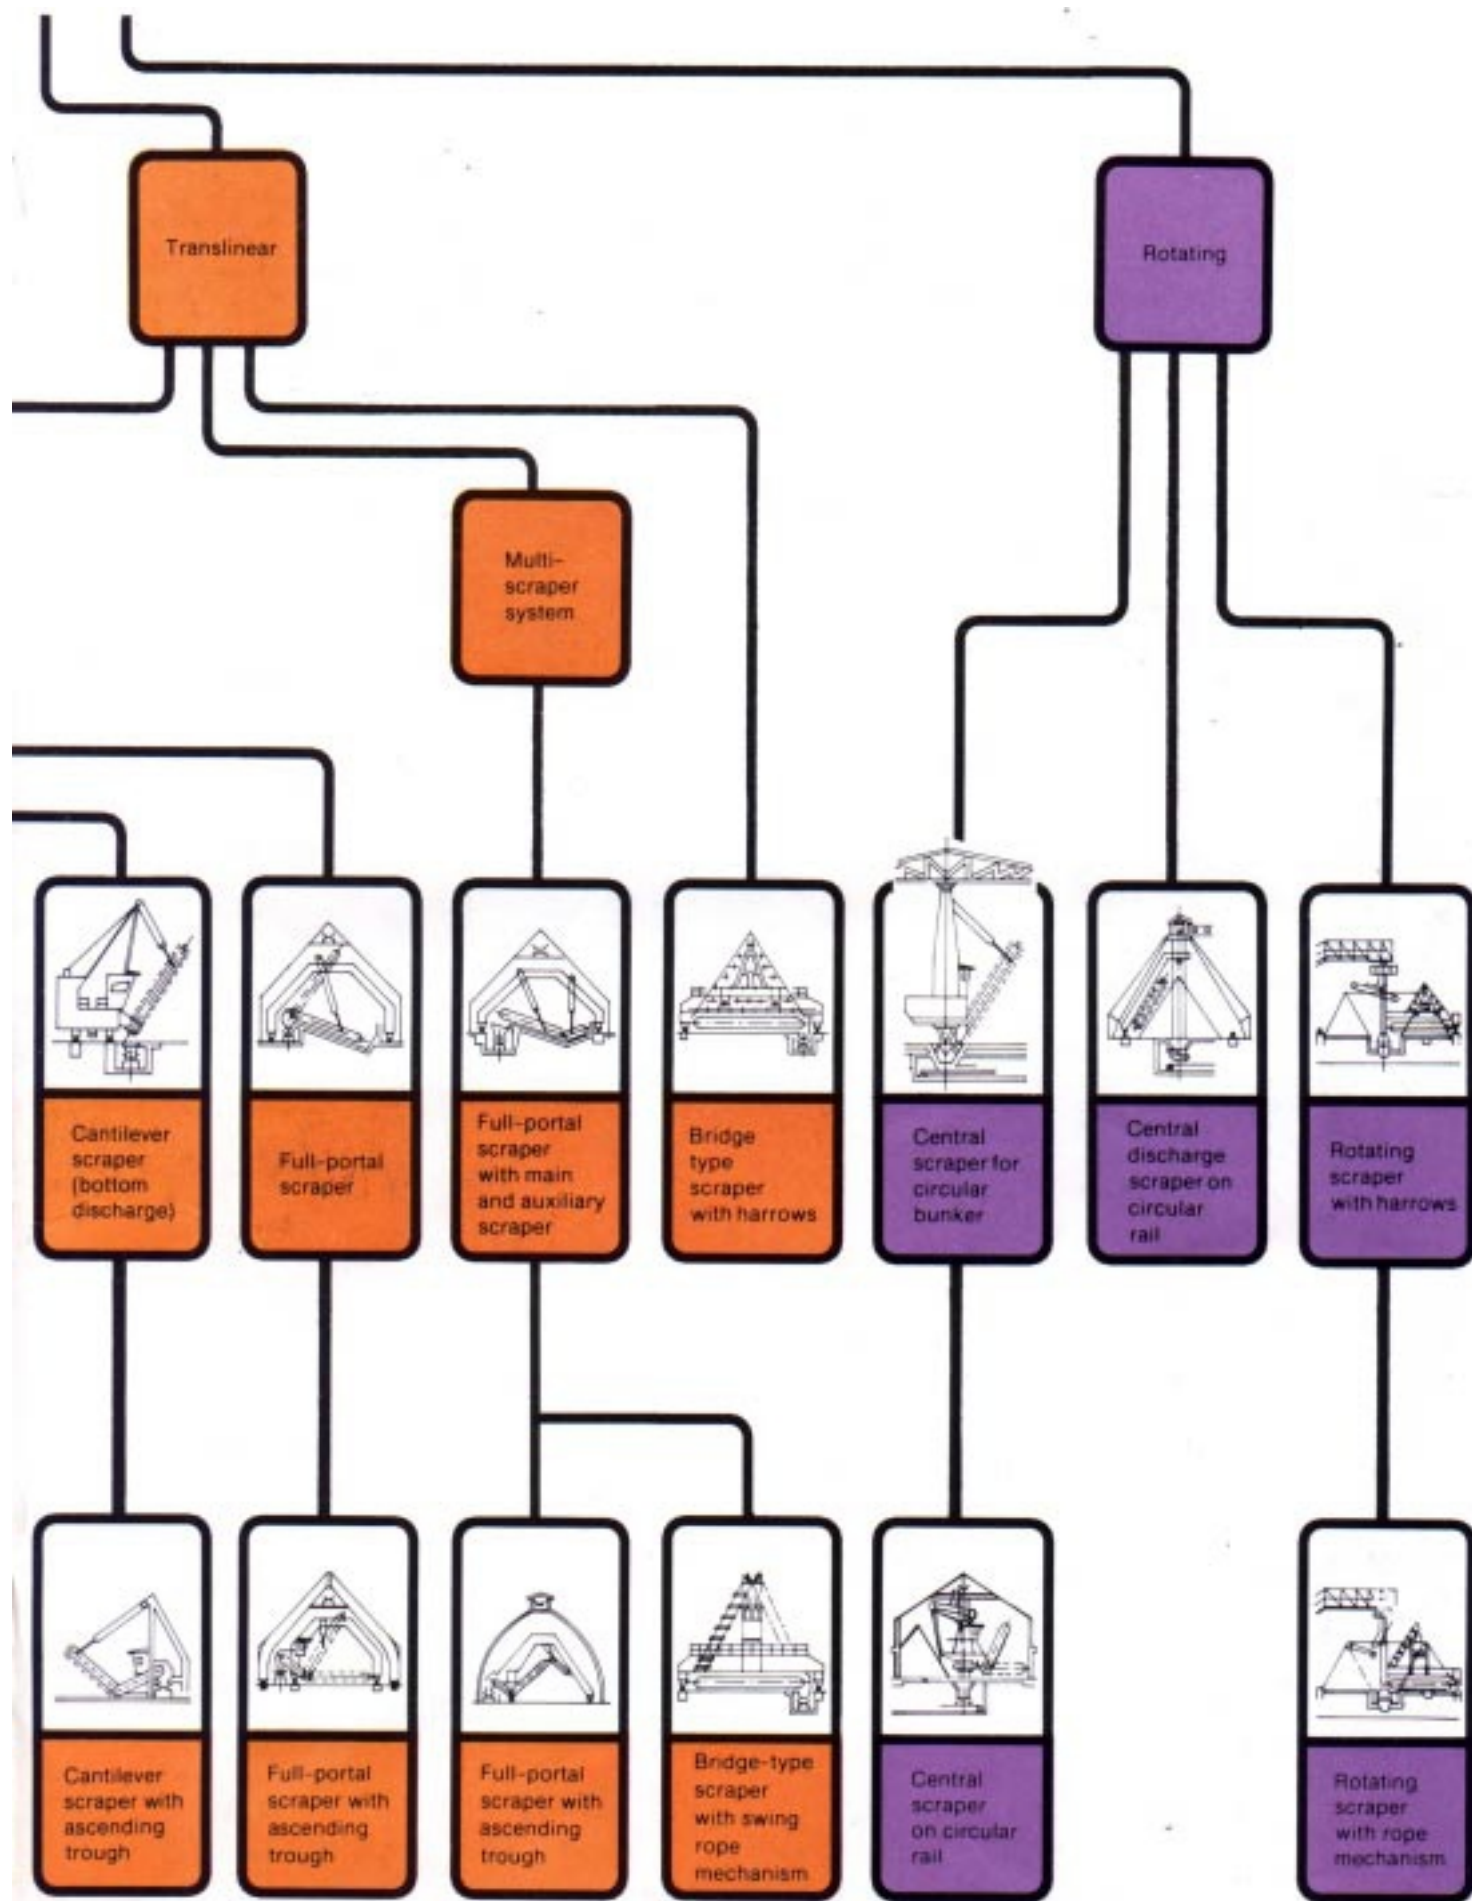 Translinear
Rotating
Multi-
scraper
system
Cantilever
scraper
(bottom
discharge)
Full-portal
scraper
Full-portal
scraper
with main
and auxiliary
scraper
Bridge
type
scraper
with harrows
Central
scraper for
circular
bunker
Central
discharge
scraper on
circular
rail
Rotating
scraper
with harrows
Cantilever
scraper with
ascending
trough
Full-portal
scraper with
ascending
trough
Full-portal
scraper with
ascending
trough
Bridge-type
scraper
with swing
rope
mechanism
Central
scraper
on circular
rail
Rotating
scraper
with rope
mechanism